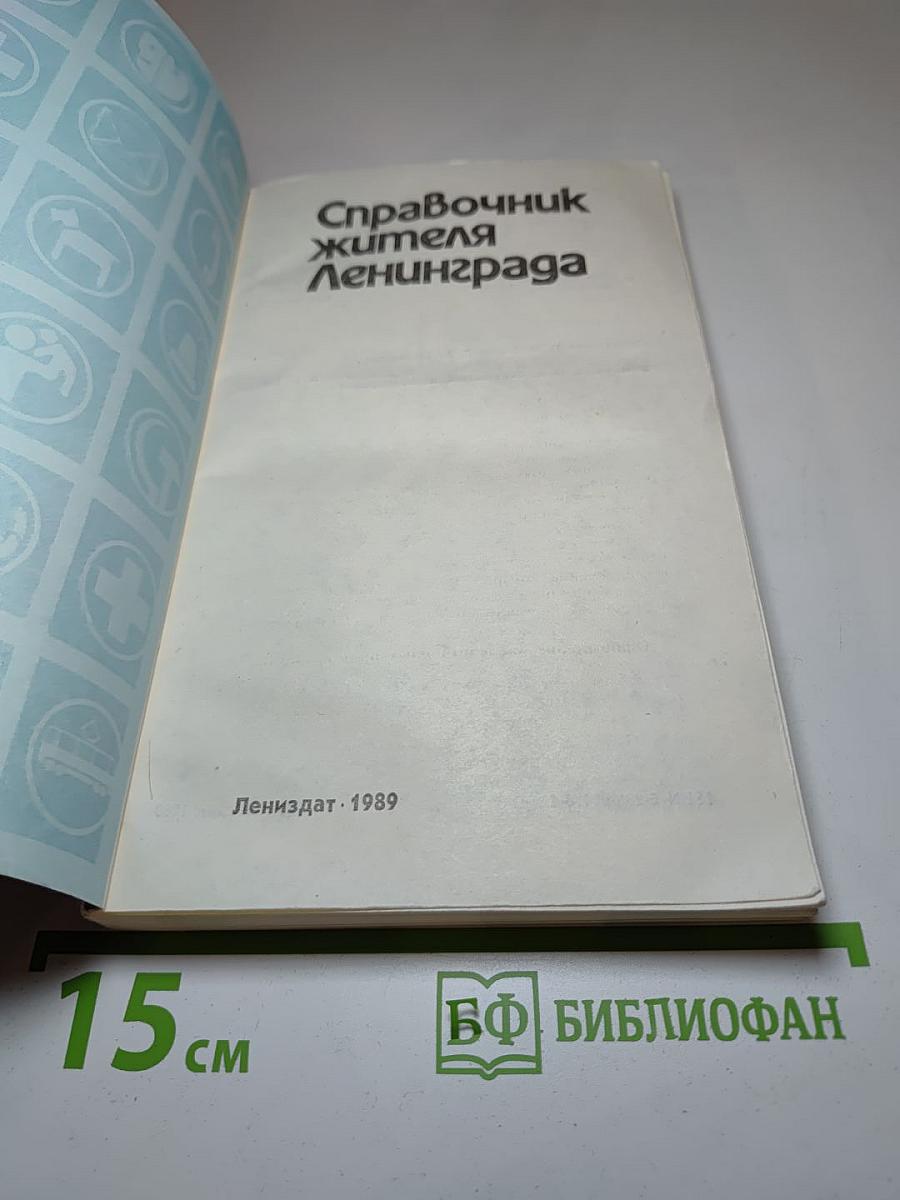 Справочник
жителя
Ленинграда
Лениздат · 1989
15 см
БФ БИБЛИОФАН